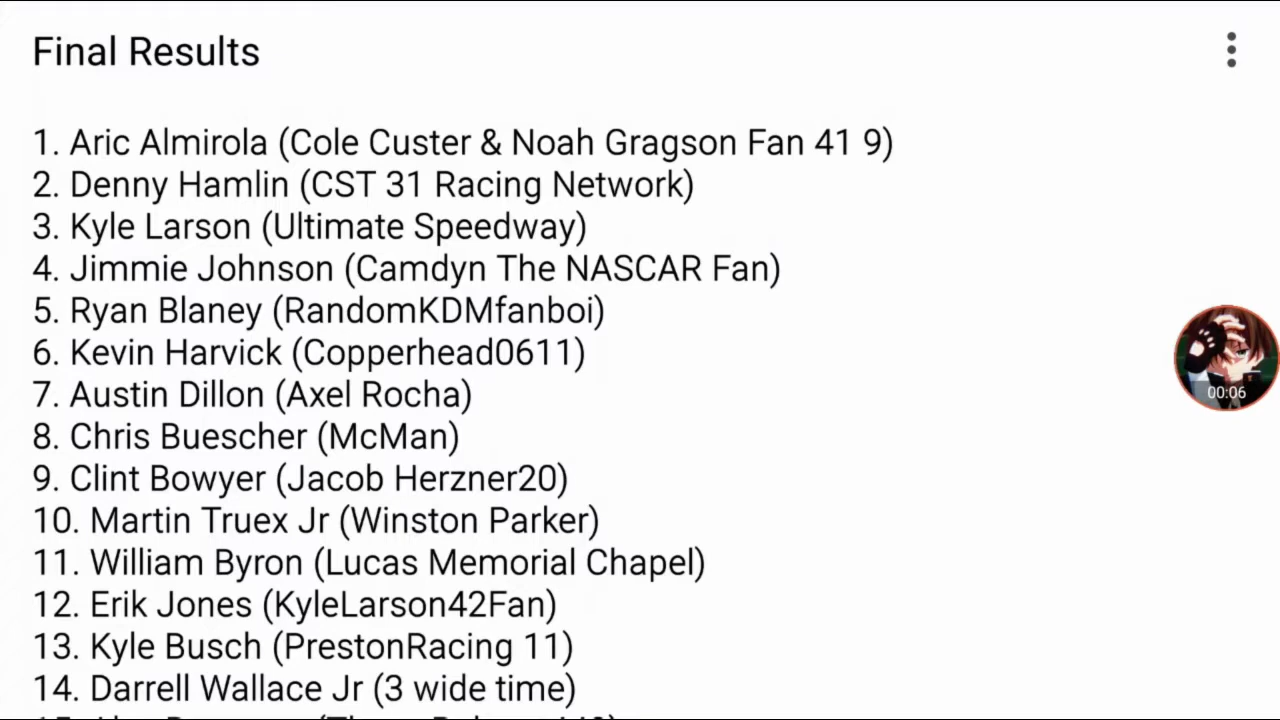 Final Results
1. Aric Almirola (Cole Custer & Noah Gragson Fan 41 9)
2. Denny Hamlin (CST 31 Racing Network)
3. Kyle Larson (Ultimate Speedway)
4. Jimmie Johnson (Camdyn The NASCAR Fan)
5. Ryan Blaney (RandomKDMfanboi)
6. Kevin Harvick (Copperhead0611)
7. Austin Dillon (Axel Rocha)
8. Chris Buescher (McMan)
00:06
9. Clint Bowyer (Jacob Herzner20)
10. Martin Truex Jr (Winston Parker)
11. William Byron (Lucas Memorial Chapel)
12. Erik Jones (KyleLarson42Fan)
13. Kyle Busch (PrestonRacing 11)
14. Darrell Wallace Jr (3 wide time)